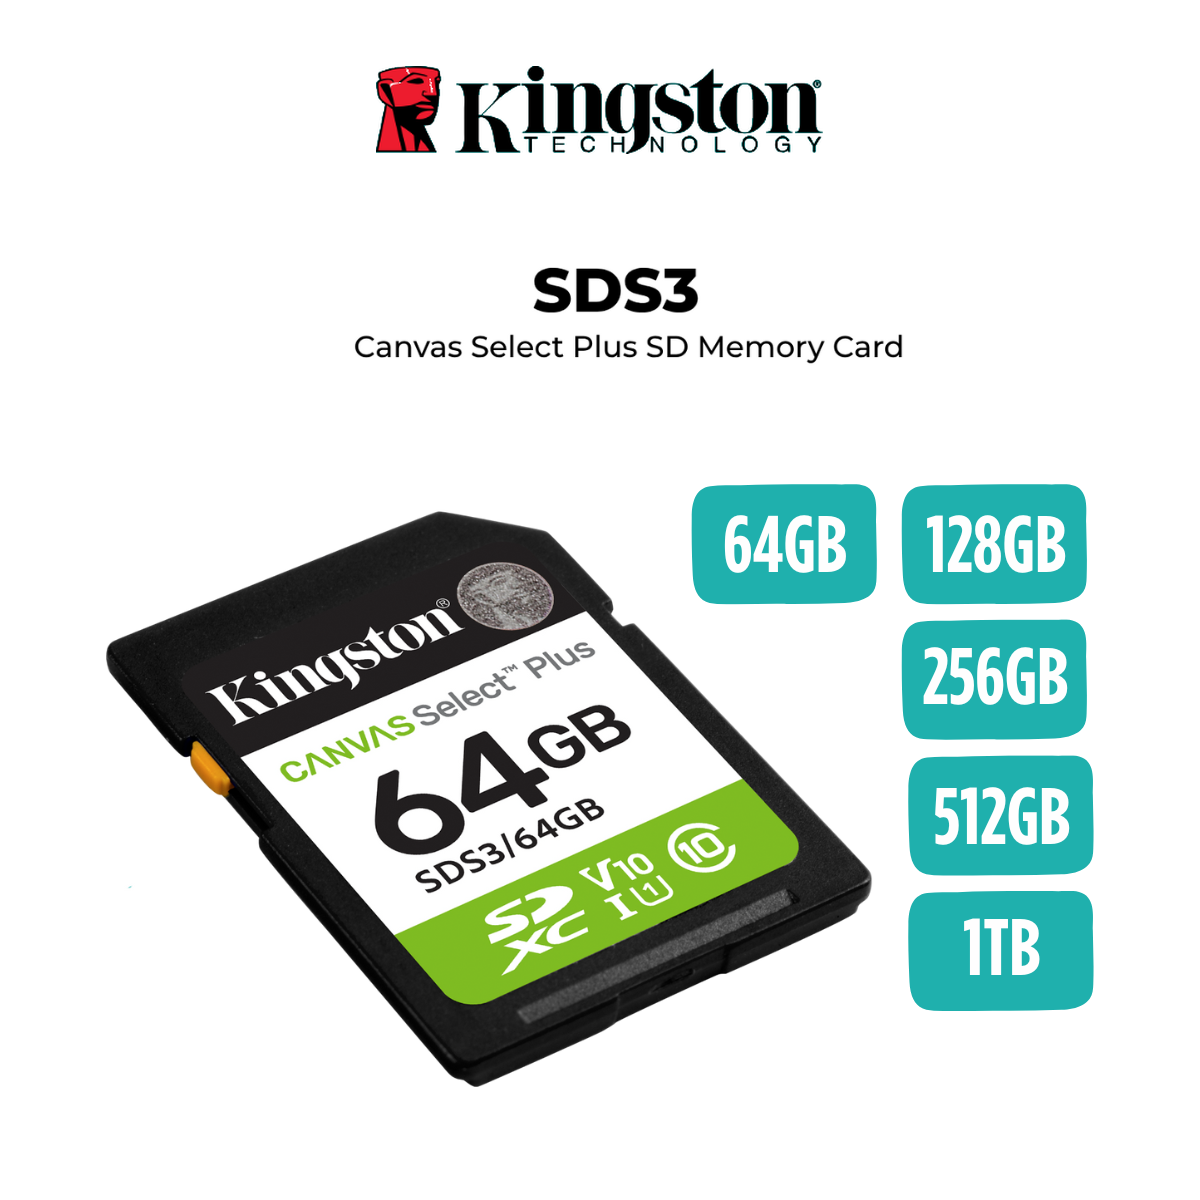 Kingston®
TECHNOLOGY
SDS3
Canvas Select Plus SD Memory Card
64GB
128GB
256GB
512GB
1TB
Kingston®
CANVAS Select™ Plus
64GB
SDS3/64GB
SD XC
V10
I 1
10